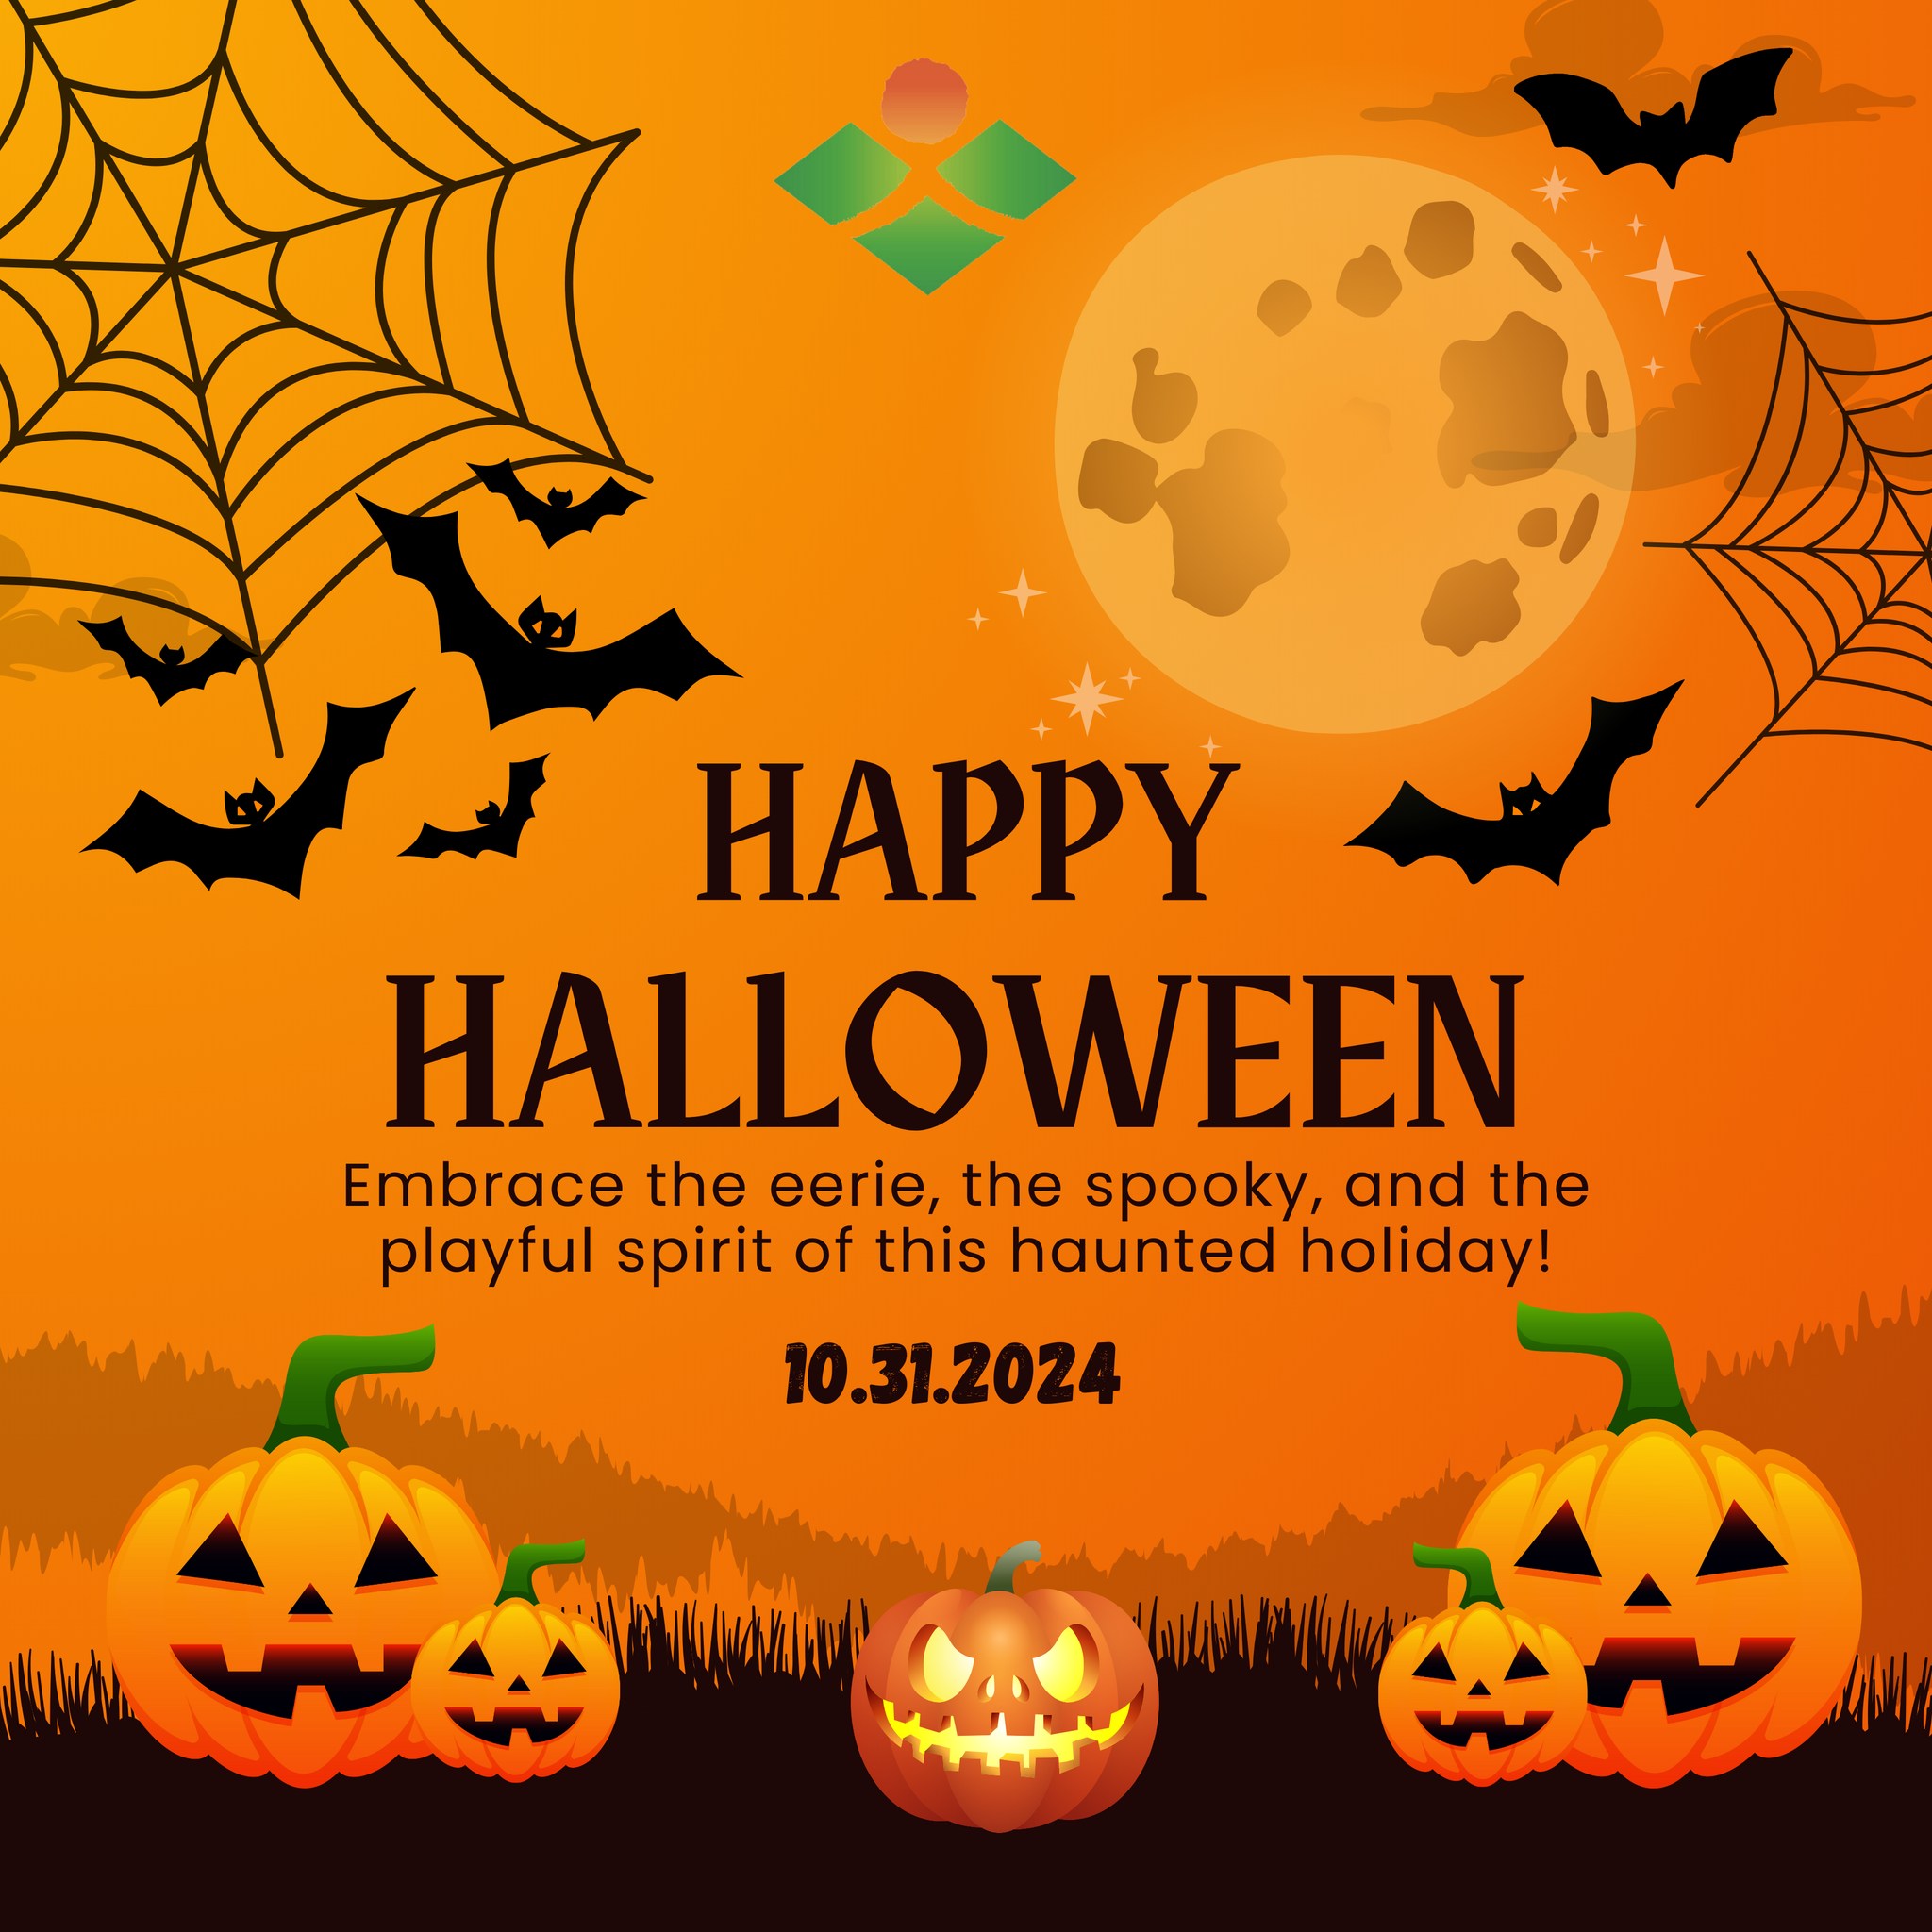 HAPPY
HALLOWEEN
Embrace the eerie, the spooky, and the
playful spirit of this haunted holiday!
10.31.2024